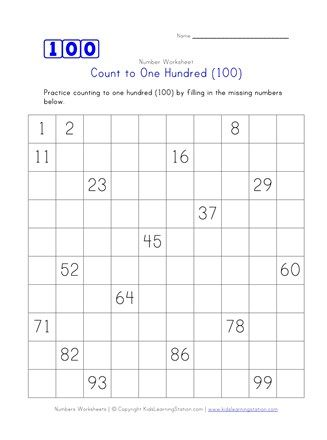 Name
100
Number Worksheet
Count to One Hundred (100)
Practice counting to one hundred (100) by filling in the missing numbers
below.
1 2 8
11 16
23 29
37
45
52 60
64
71 78
82 86
93 99
Numbers Worksheets | © Copyright KidsLearningStation.com | www.kidslearningstation.com